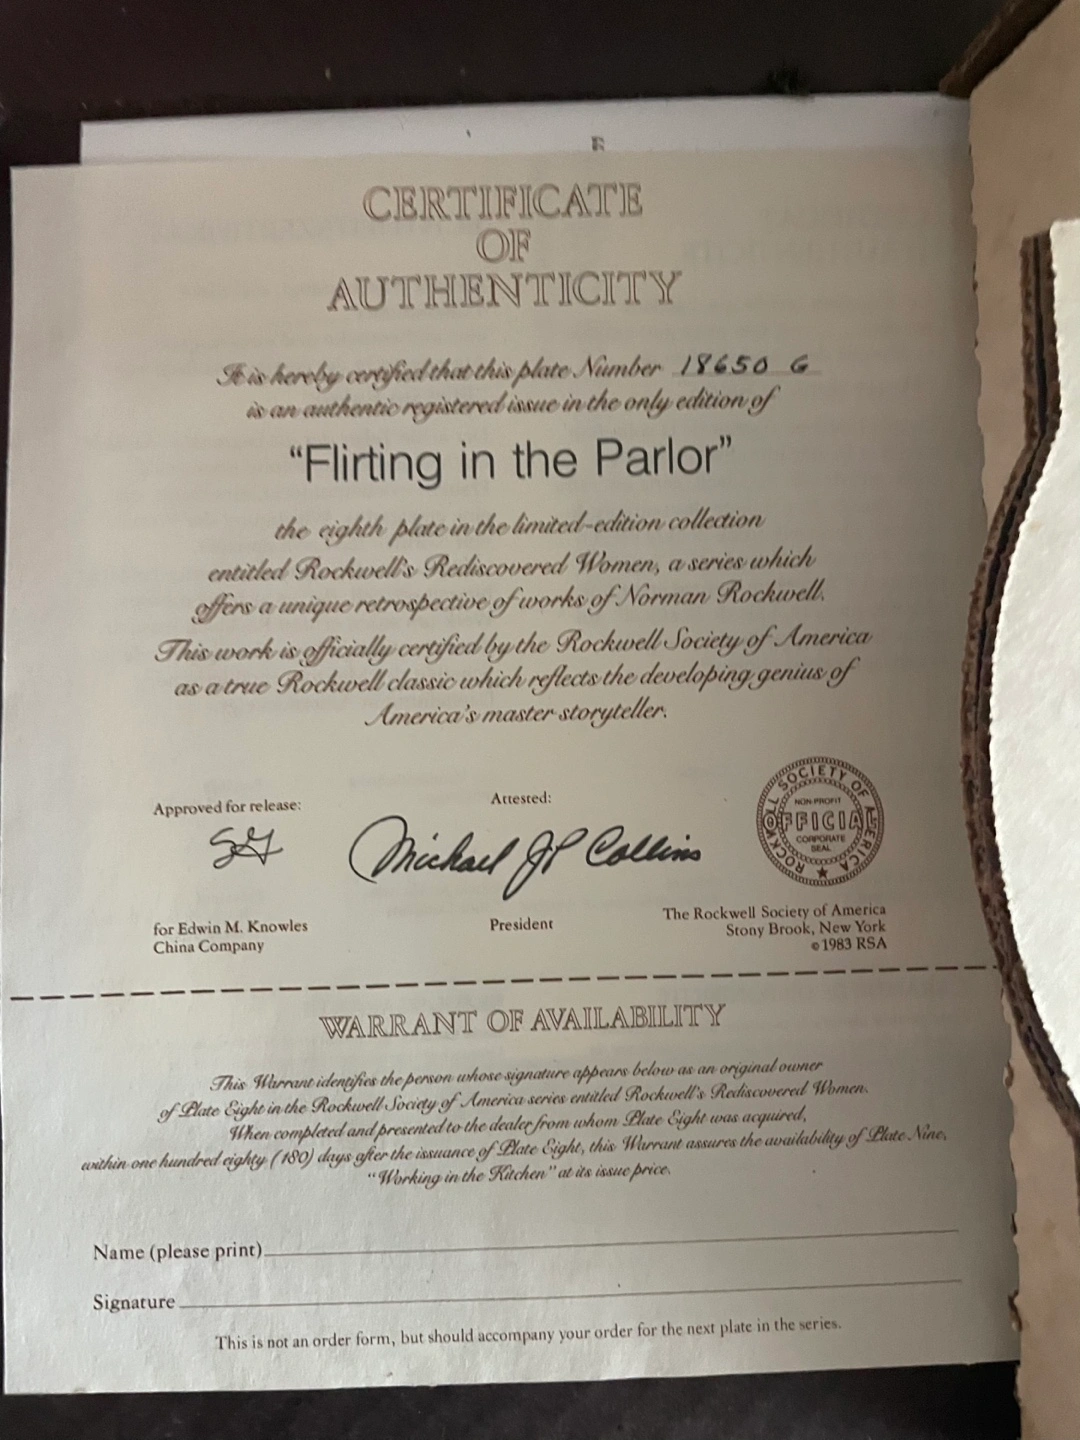 CERTIFICATE
OF
AUTHENTICITY
It is hereby certified that this plate Number 18650 G
is an authentic registered issue in the only edition of
“Flirting in the Parlor”
the eighth plate in the limited-edition collection
entitled Rockwell's Rediscovered Women, a series which
offers a unique retrospective of works of Norman Rockwell.
This work is officially certified by the Rockwell Society of America
as a true Rockwell classic which reflects the developing genius of
America's master storyteller.
Approved for release:
Attested:
Michael JP Collins
ROCKWELL SOCIETY OF AMERICA
NON-PROFIT
OFFICIAL
CORPORATE
SEAL
for Edwin M. Knowles
China Company
President
The Rockwell Society of America
Stony Brook, New York
© 1983 RSA
WARRANT OF AVAILABILITY
This Warrant identifies the person whose signature appears below as an original owner
of Plate Eight in the Rockwell Society of America series entitled Rockwell's Rediscovered Women.
When completed and presented to the dealer from whom Plate Eight was acquired,
within one hundred eighty (180) days after the issuance of Plate Eight, this Warrant assures the availability of Plate Nine,
“Working in the Kitchen” at its issue price.
Name (please print)
Signature
This is not an order form, but should accompany your order for the next plate in the series.